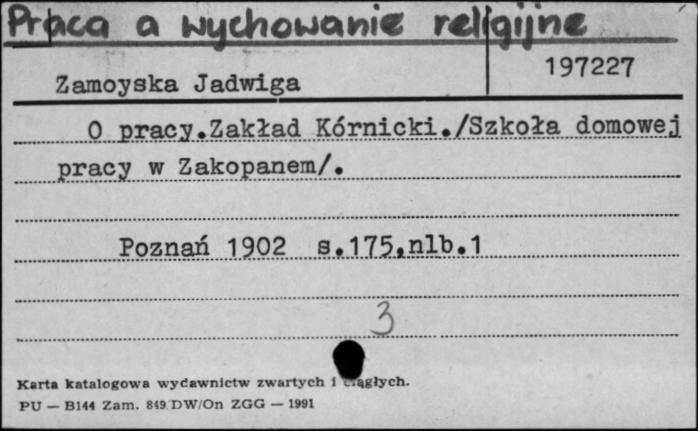 Praca a wychowanie religijne
197227
Zamoyska Jadwiga
O pracy.Zakład Kórnicki./Szkoła domowej
pracy w Zakopanem/.
Poznań 1902 s.175,nlb.1
3
Karta katalogowa wydawnictw zwartych i ciągłych.
PU — B144 Zam. 849 DW/On ZGG — 1991